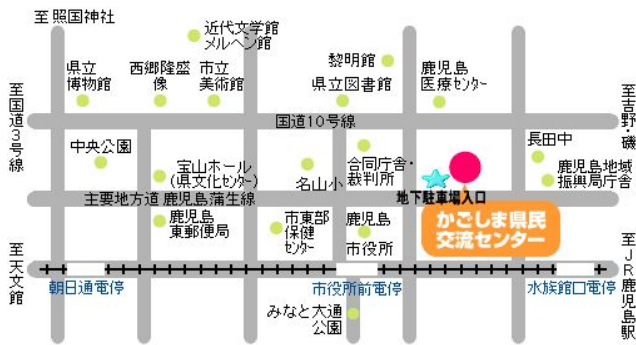 至 照国神社
近代文学館
メルヘン館
黎明館
県立
博物館
西郷隆盛
像
市立
美術館
県立図書館
鹿児島
医療センター
至国道3号線
至吉野・磯
国道10号線
中央公園
宝山ホール
(県文化センター)
名山小
合同庁舎・
裁判所
長田中
鹿児島地域
振興局庁舎
地下駐車場入口
主要地方道 鹿児島蒲生線
かごしま県民
交流センター
鹿児島
東郵便局
市東部
保健
センター
鹿児島
市役所
至天文館
至JR鹿児島駅
朝日通電停
市役所前電停
水族館口電停
みなと大通
公園